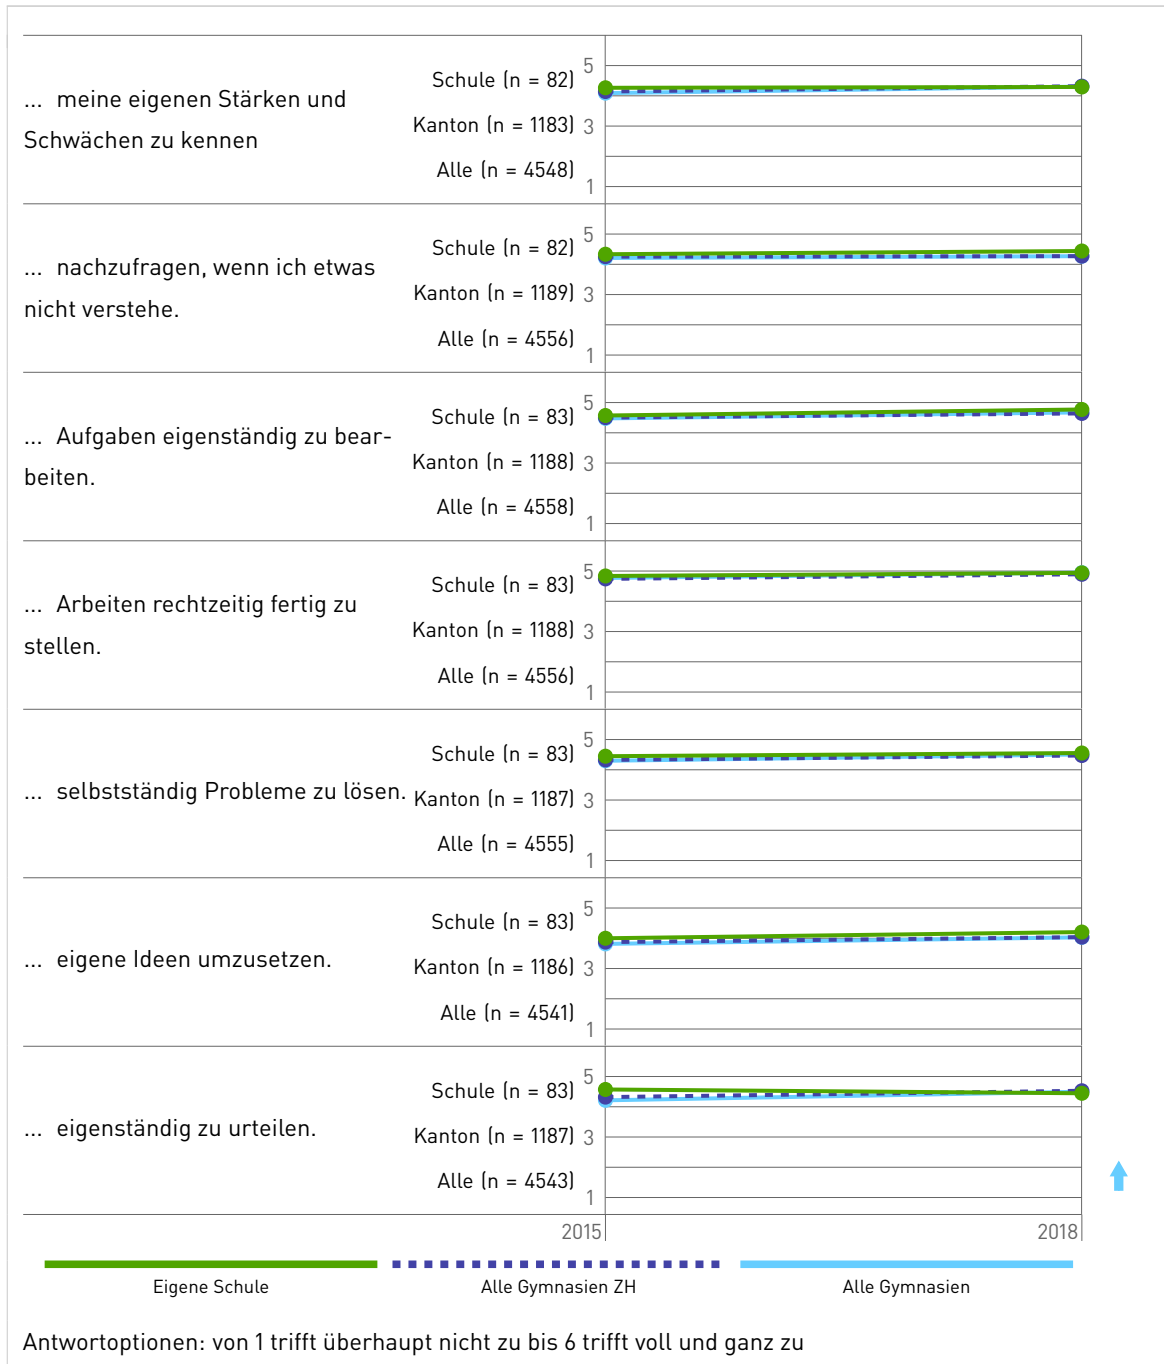 5
Schule (n = 82)
... meine eigenen Stärken und
Kanton (n = 1183) 3
Schwächen zu kennen
Alle (n = 4548)
1
5
Schule (n = 82)
... nachzufragen, wenn ich etwas
Kanton (n = 1189) 3
nicht verstehe.
Alle (n = 4556)
1
5
Schule (n = 83)
... Aufgaben eigenständig zu bear-
Kanton (n = 1188) 3
beiten.
Alle (n = 4558)
1
5
Schule (n = 83)
... Arbeiten rechtzeitig fertig zu
Kanton (n = 1188) 3
stellen.
Alle (n = 4556)
1
5
Schule (n = 83)
... selbstständig Probleme zu lösen.
Kanton (n = 1187) 3
Alle (n = 4555)
1
5
Schule (n = 83)
... eigene Ideen umzusetzen.
Kanton (n = 1186) 3
Alle (n = 4541)
1
5
Schule (n = 83)
... eigenständig zu urteilen.
Kanton (n = 1187) 3
Alle (n = 4543)
1
2015 2018
Eigene Schule Alle Gymnasien ZH Alle Gymnasien
Antwortoptionen: von 1 trifft überhaupt nicht zu bis 6 trifft voll und ganz zu